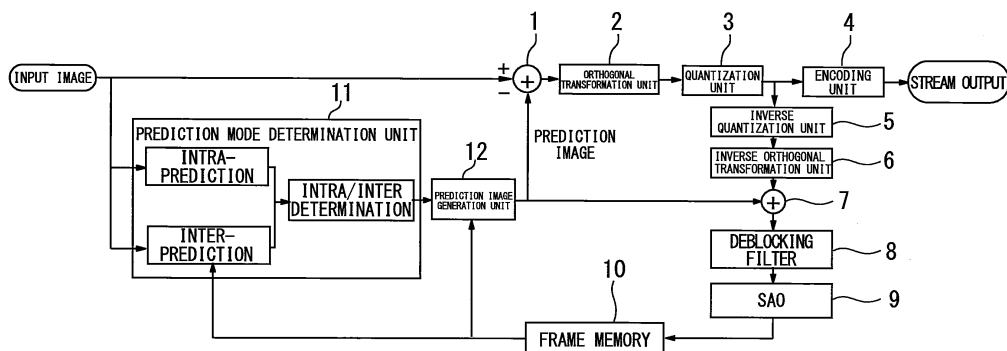 1
2
3
4
INPUT IMAGE
+
−
+
ORTHOGONAL
TRANSFORMATION UNIT
QUANTIZATION
UNIT
ENCODING
UNIT
STREAM OUTPUT
11
PREDICTION MODE DETERMINATION UNIT
INTRA-
PREDICTION
INTER-
PREDICTION
INTRA/INTER
DETERMINATION
12
PREDICTION IMAGE
GENERATION UNIT
PREDICTION
IMAGE
INVERSE
QUANTIZATION UNIT
5
INVERSE ORTHOGONAL
TRANSFORMATION UNIT
6
+
7
DEBLOCKING
FILTER
8
SAO
9
10
FRAME MEMORY